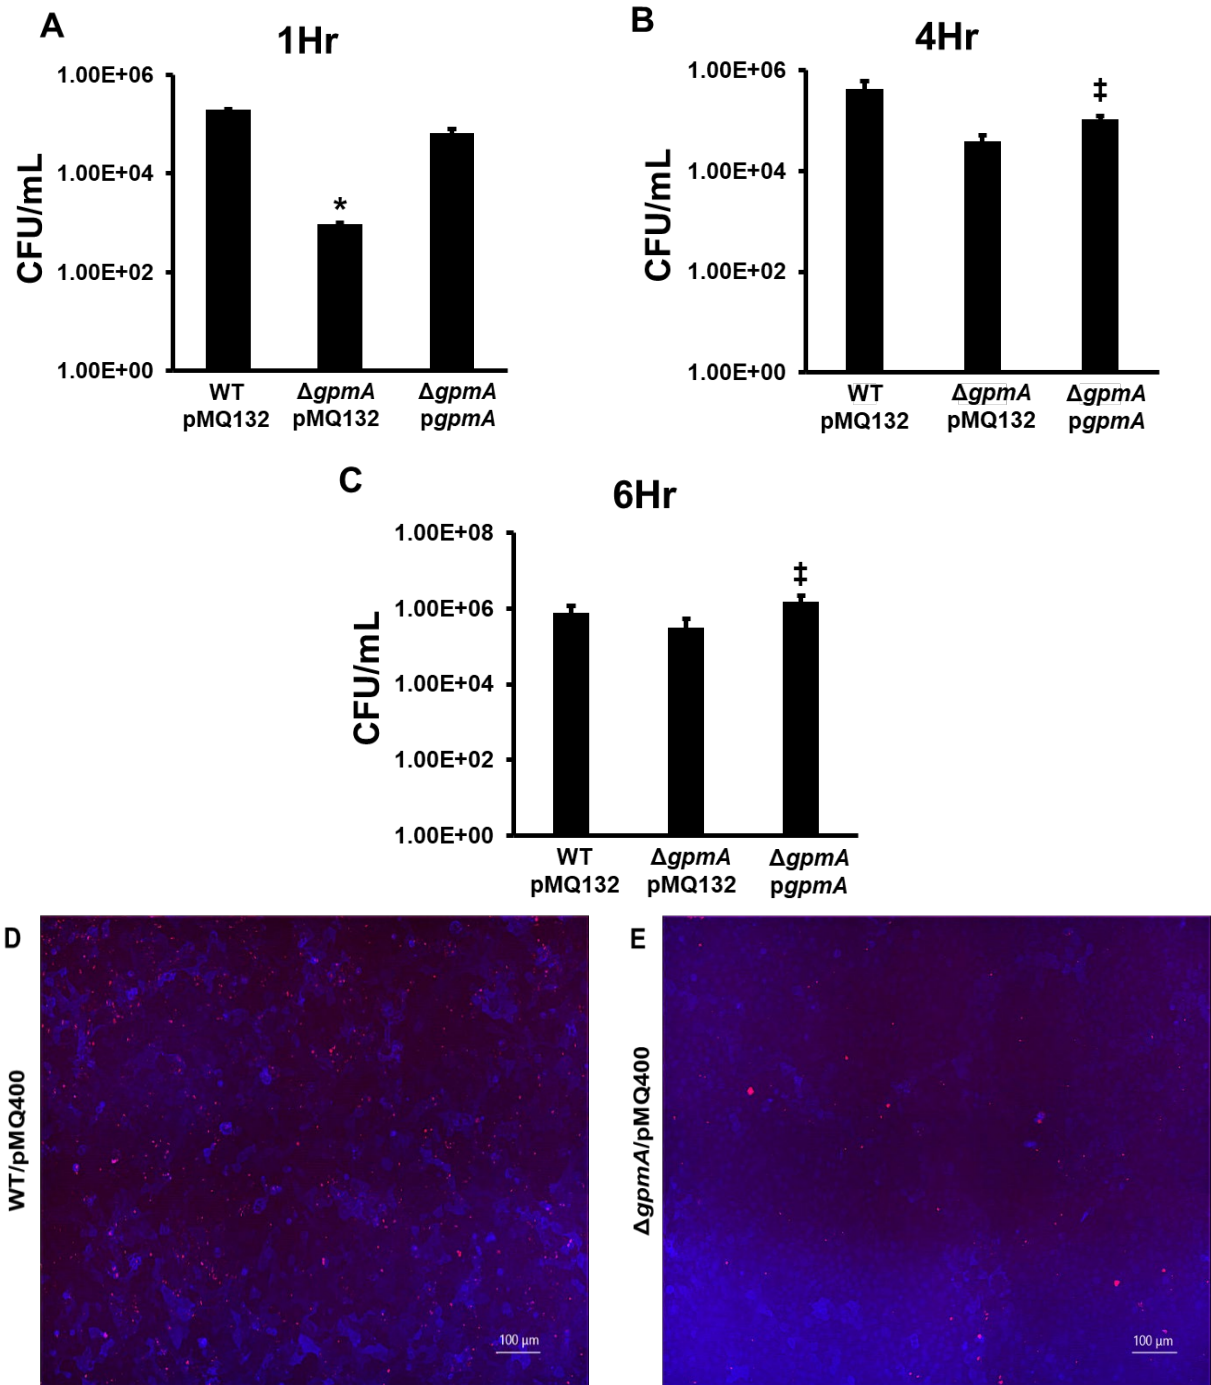 A
1Hr
CFU/mL
1.00E+06
1.00E+04
1.00E+02
1.00E+00
*
WT
pMQ132
ΔgpmA
pMQ132
ΔgpmA
pgpmA
B
4Hr
CFU/mL
1.00E+06
1.00E+04
1.00E+02
1.00E+00
‡
WT
pMQ132
ΔgpmA
pMQ132
ΔgpmA
pgpmA
C
6Hr
CFU/mL
1.00E+08
1.00E+06
1.00E+04
1.00E+02
1.00E+00
‡
WT
pMQ132
ΔgpmA
pMQ132
ΔgpmA
pgpmA
D
WT/pMQ400
100 µm
E
ΔgpmA/pMQ400
100 µm